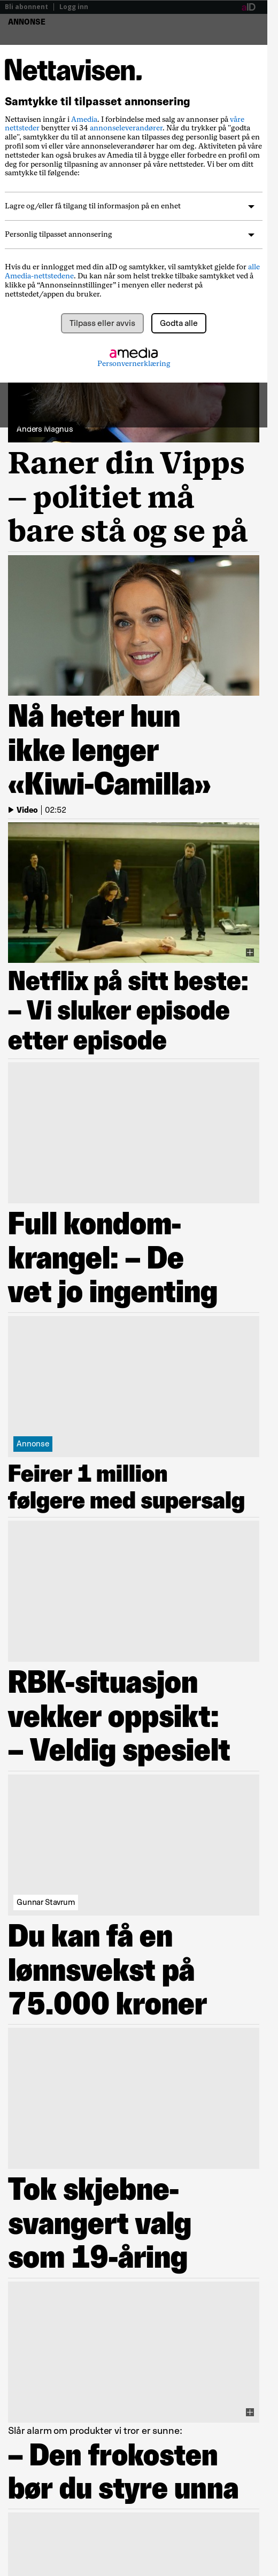 Bli abonnent | Logg inn
aID
ANNONSE
Nettavisen.
Samtykke til tilpasset annonsering
Nettavisen inngår i Amedia. I forbindelse med salg av annonser på våre
nettsteder benytter vi 34 annonseleverandører. Når du trykker på "godta
alle", samtykker du til at annonsene kan tilpasses deg personlig basert på en
profil som vi eller våre annonseleverandører har om deg. Aktivitetene på våre
nettsteder kan også brukes av Amedia til å bygge eller forbedre en profil om
deg for personlig tilpasning av annonser på våre nettsteder. Vi ber om ditt
samtykke til følgende:
Lagre og/eller få tilgang til informasjon på en enhet
Personlig tilpasset annonsering
Hvis du er innlogget med din aID og samtykker, vil samtykket gjelde for alle
Amedia-nettstedene. Du kan når som helst trekke tilbake samtykket ved å
klikke på “Annonseinnstillinger” i menyen eller nederst på
nettstedet/appen du bruker.
Tilpass eller avvis
Godta alle
amedia
Personvernerklæring
Anders Magnus
Raner din Vipps
– politiet må
bare stå og se på
Nå heter hun
ikke lenger
«Kiwi-Camilla»
Video | 02:52
Netflix på sitt beste:
– Vi sluker episode
etter episode
Full kondom-
krangel: – De
vet jo ingenting
Annonse
Feirer 1 million
følgere med supersalg
RBK-situasjon
vekker oppsikt:
– Veldig spesielt
Gunnar Stavrum
Du kan få en
lønnsvekst på
75.000 kroner
Tok skjebne-
svangert valg
som 19-åring
Slår alarm om produkter vi tror er sunne:
– Den frokosten
bør du styre unna